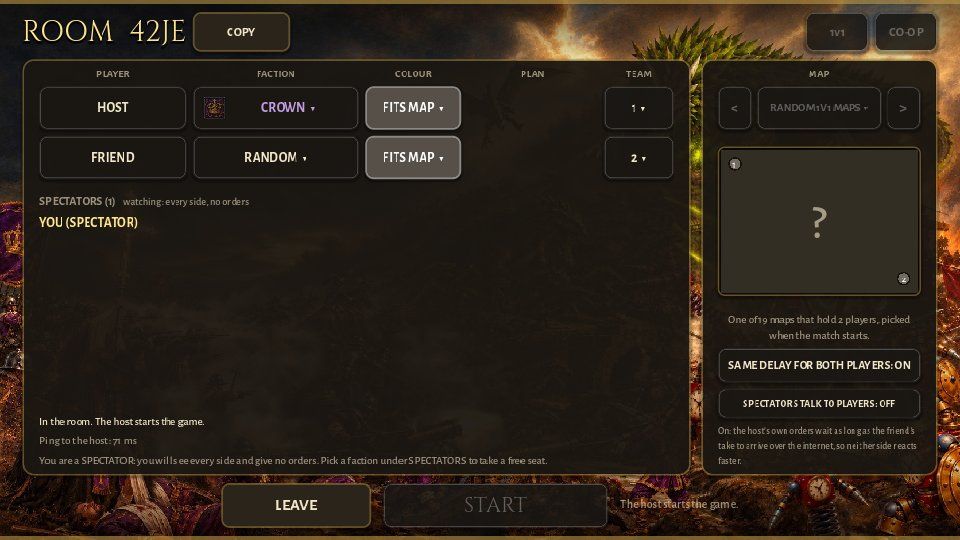 ROOM 42JE
COPY
1V1
CO-OP
PLAYER FACTION COLOUR PLAN TEAM
HOST CROWN FITS MAP 1
FRIEND RANDOM FITS MAP 2
SPECTATORS (1) watching: every side, no orders
YOU (SPECTATOR)
In the room. The host starts the game.
Ping to the host: 71 ms
You are a SPECTATOR: you will see every side and give no orders. Pick a faction under SPECTATORS to take a free seat.
MAP
< RANDOM 1V1 MAPS >
1
?
2
One of 19 maps that hold 2 players, picked
when the match starts.
SAME DELAY FOR BOTH PLAYERS: ON
SPECTATORS TALK TO PLAYERS: OFF
On: the host's own orders wait as long as the friend's
take to arrive over the internet, so neither side reacts
faster.
LEAVE
START
The host starts the game.